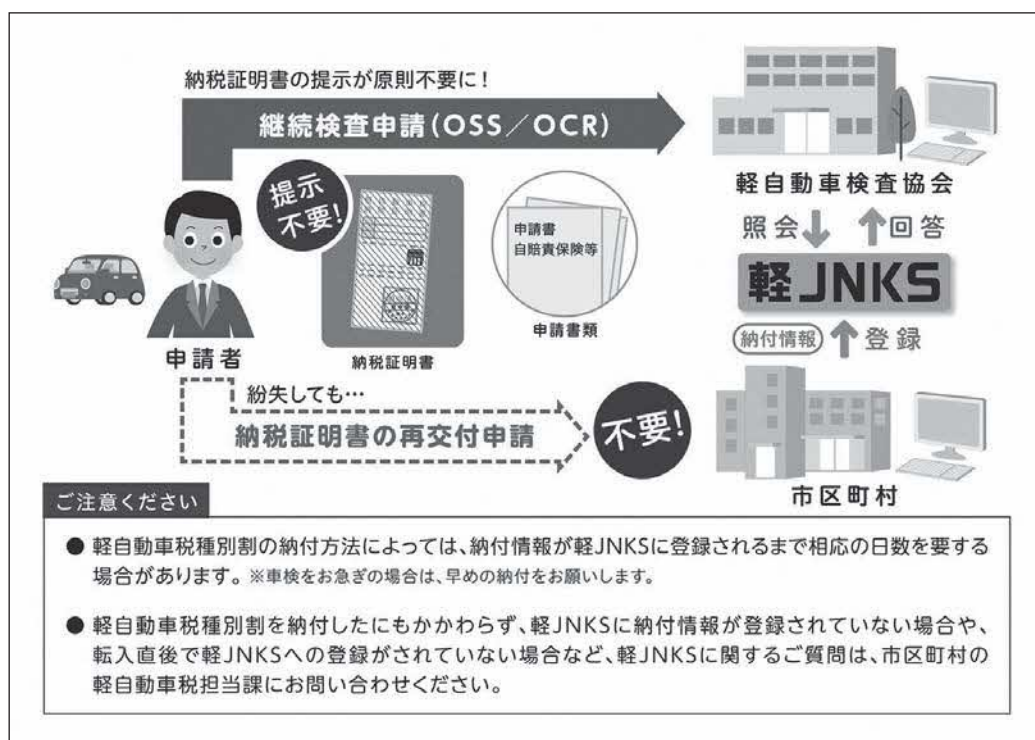 納税証明書の提示が原則不要に!
継続検査申請(OSS/OCR)
提示
不要!
申請者
納税証明書
申請書
自賠責保険等
申請書類
軽自動車検査協会
照会
回答
軽JNKS
納付情報
登録
市区町村
紛失しても…
納税証明書の再交付申請
不要!
ご注意ください
● 軽自動車税種別割の納付方法によっては、納付情報が軽JNKSに登録されるまで相応の日数を要する
場合があります。※車検をお急ぎの場合は、早めの納付をお願いします。
● 軽自動車税種別割を納付したにもかかわらず、軽JNKSに納付情報が登録されていない場合や、
転入直後で軽JNKSへの登録がされていない場合など、軽JNKSに関するご質問は、市区町村の
軽自動車税担当課にお問い合わせください。